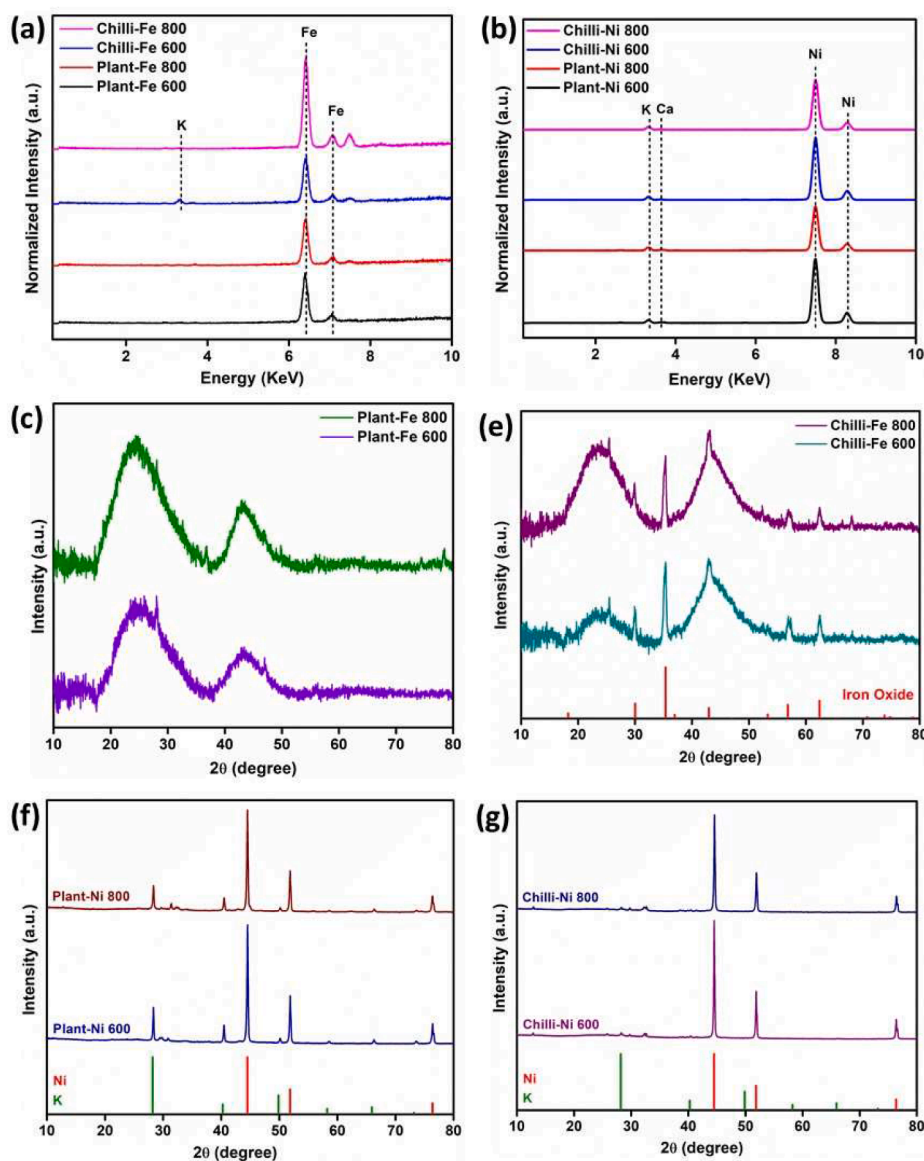 (a)
Chilli-Fe 800
Chilli-Fe 600
Plant-Fe 800
Plant-Fe 600
Fe
Fe
K
Normalized Intensity (a.u.)
2 4 6 8 10
Energy (KeV)
(b)
Chilli-Ni 800
Chilli-Ni 600
Plant-Ni 800
Plant-Ni 600
Ni
K Ca
Ni
Normalized Intensity (a.u.)
2 4 6 8 10
Energy (KeV)
(c)
Plant-Fe 800
Plant-Fe 600
Intensity (a.u.)
10 20 30 40 50 60 70 80
2θ (degree)
(e)
Chilli-Fe 800
Chilli-Fe 600
Iron Oxide
Intensity (a.u.)
10 20 30 40 50 60 70 80
2θ (degree)
(f)
Plant-Ni 800
Plant-Ni 600
Ni
K
Intensity (a.u.)
10 20 30 40 50 60 70 80
2θ (degree)
(g)
Chilli-Ni 800
Chilli-Ni 600
Ni
K
Intensity (a.u.)
10 20 30 40 50 60 70 80
2θ (degree)